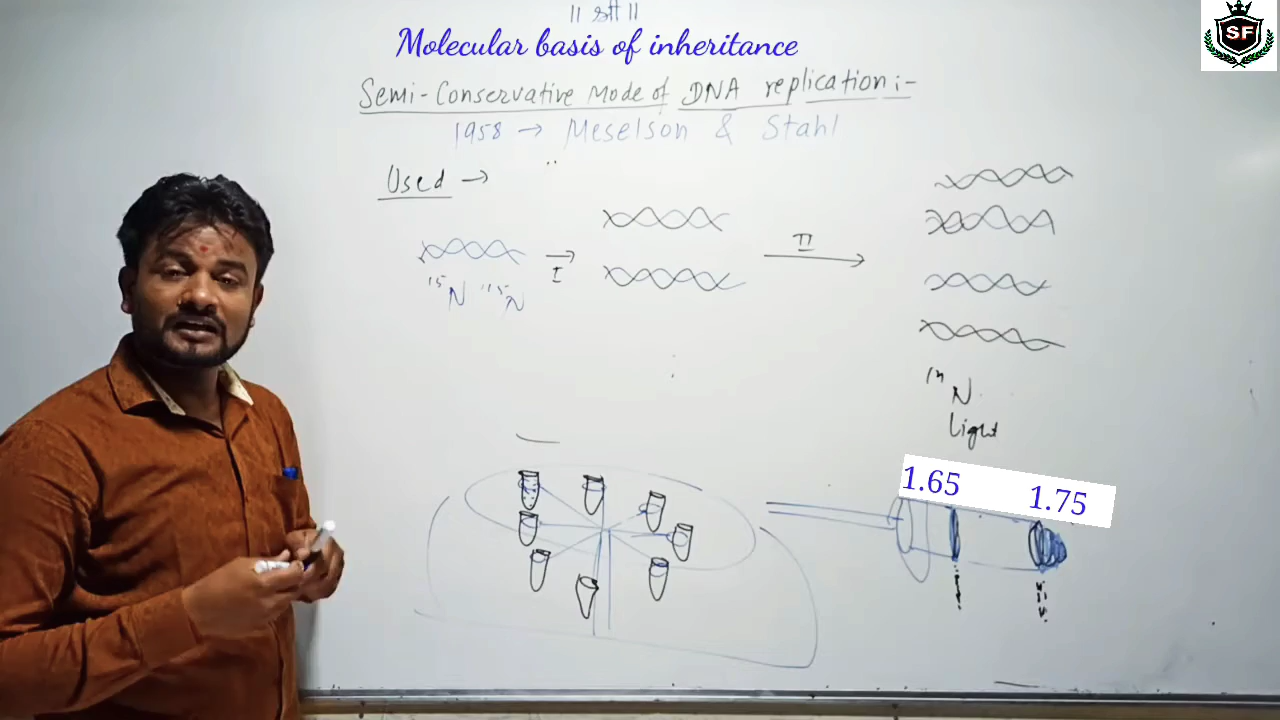 || श्री ||
Molecular basis of inheritance
SF
Semi-Conservative Mode of DNA replication :-
1958 → Meselson & Stahl
Used →
I
II
15N 15N
14N
Light
1.65 1.75